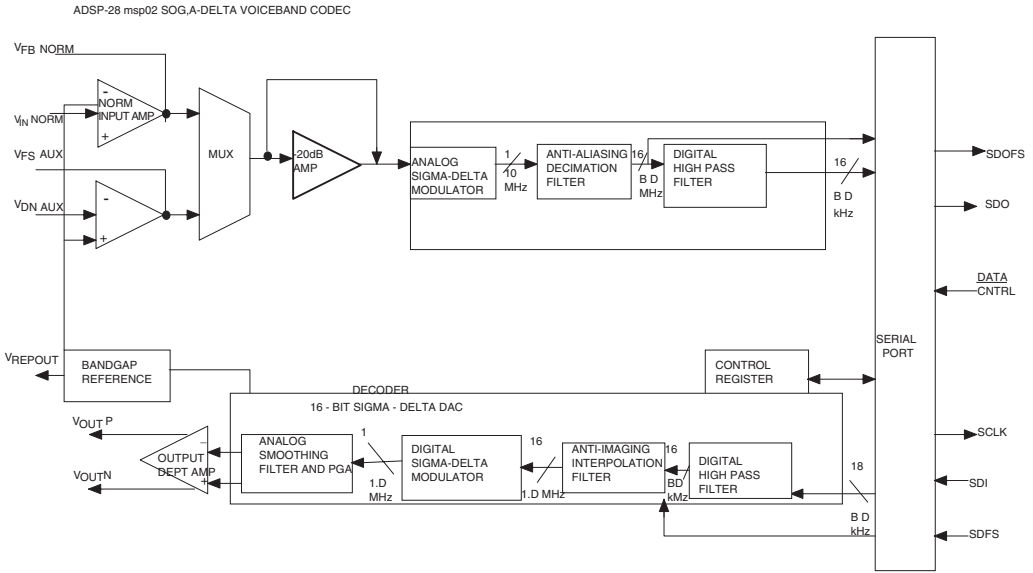 ADSP-28 msp02 SOG,A-DELTA VOICEBAND CODEC
VFB NORM
-
NORM
INPUT AMP
+
VIN NORM
VFS AUX
VDN AUX
-
+
MUX
-20dB
AMP
ANALOG
SIGMA-DELTA
MODULATOR
1
10
MHz
ANTI-ALIASING
DECIMATION
FILTER
16
B D
MHz
DIGITAL
HIGH PASS
FILTER
16
B D
kHz
SERIAL
PORT
SDOFS
SDO
DATA
CNTRL
SCLK
SDI
SDFS
VREPOUT
BANDGAP
REFERENCE
CONTROL
REGISTER
DECODER
16 - BIT SIGMA - DELTA DAC
VOUT P
VOUTN
–
OUTPUT
DEPT AMP
+
ANALOG
SMOOTHING
FILTER AND PGA
1
1.D
MHz
DIGITAL
SIGMA-DELTA
MODULATOR
16
1.D MHz
ANTI-IMAGING
INTERPOLATION
FILTER
16
BD
kMz
DIGITAL
HIGH PASS
FILTER
18
B D
kHz